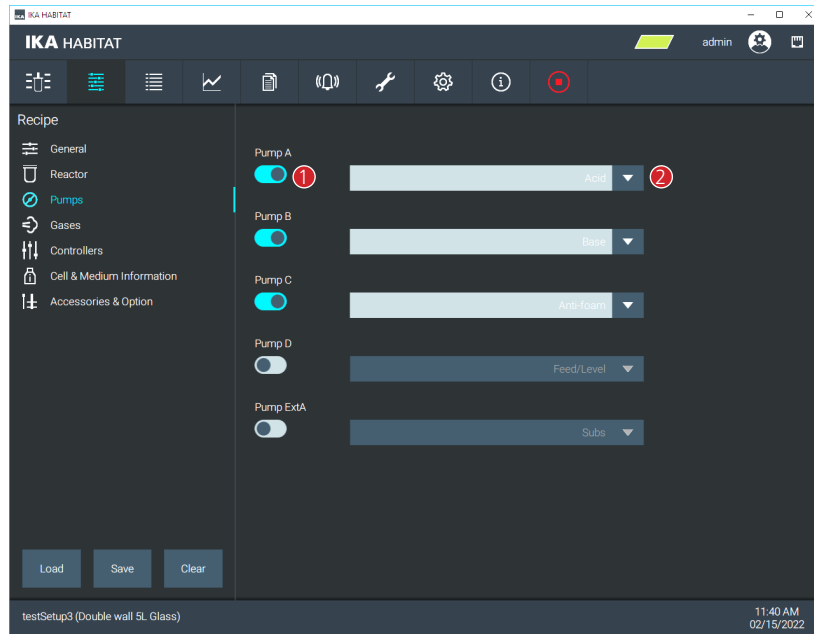 IKA HABITAT
IKA HABITAT
admin
Recipe
General
Reactor
Pumps
Gases
Controllers
Cell & Medium Information
Accessories & Option
Pump A
1
Acid
2
Pump B
Base
Pump C
Anti-foam
Pump D
Feed/Level
Pump ExtA
Subs
Load
Save
Clear
testSetup3 (Double wall 5L Glass)
11:40 AM
02/15/2022